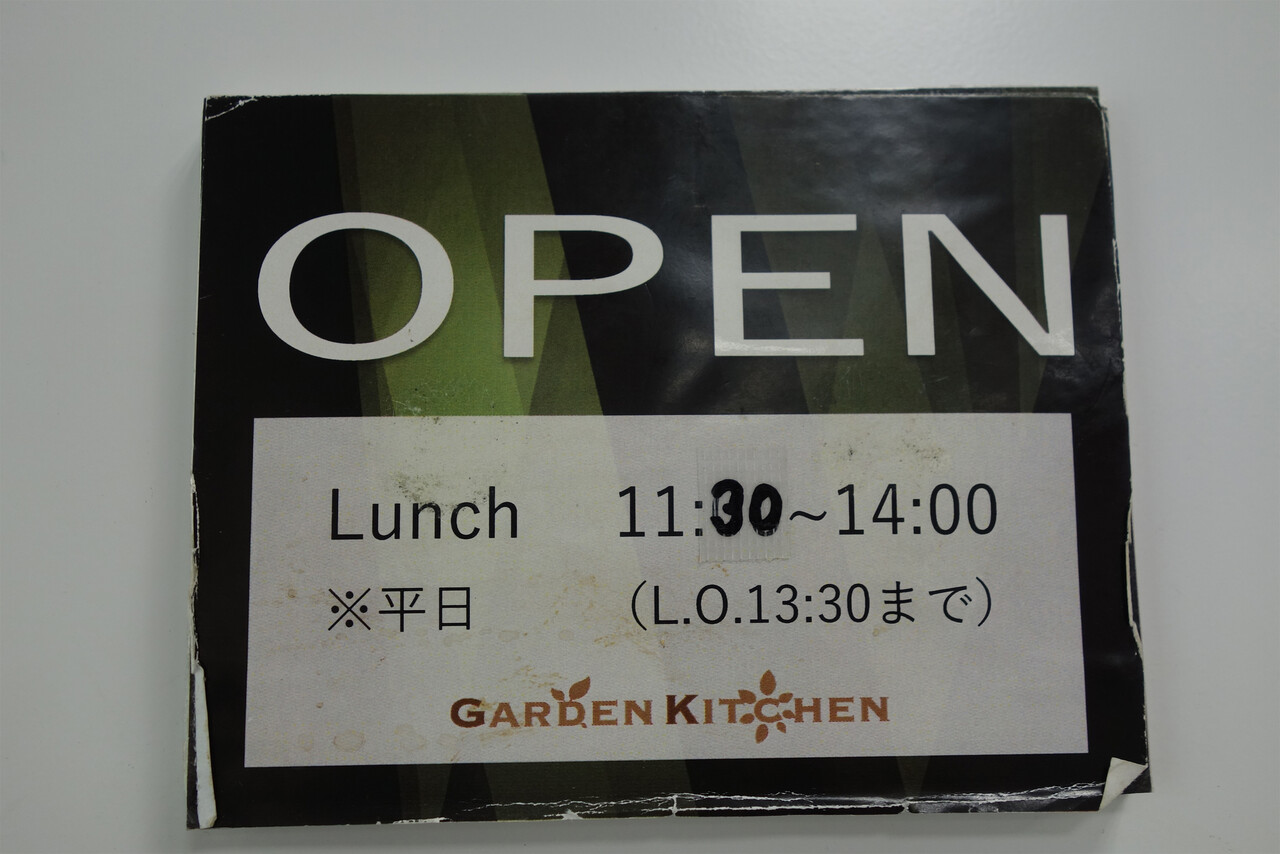 OPEN
Lunch 11:30~14:00
※平日 （L.O.13:30まで）
GARDEN KITCHEN